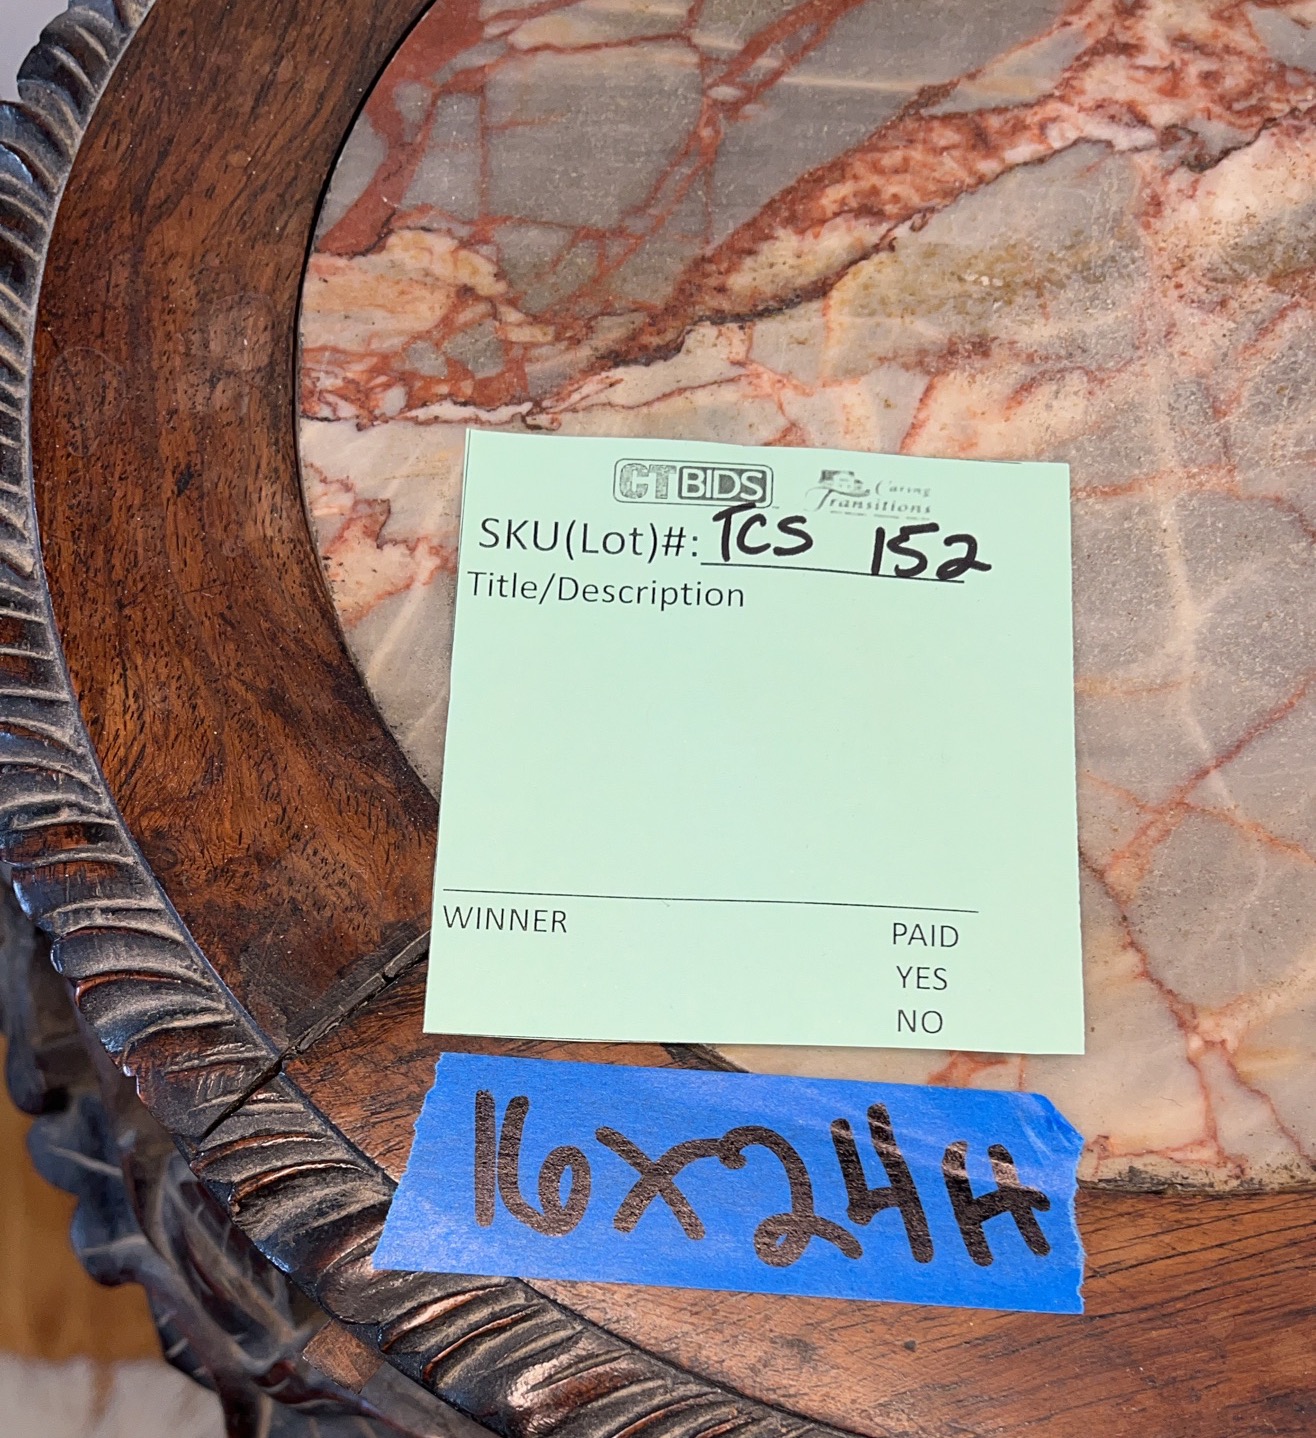 CTBIDS Caring Transitions
SKU(Lot)#: TCS 152
Title/Description
WINNER PAID
YES
NO
16x24H